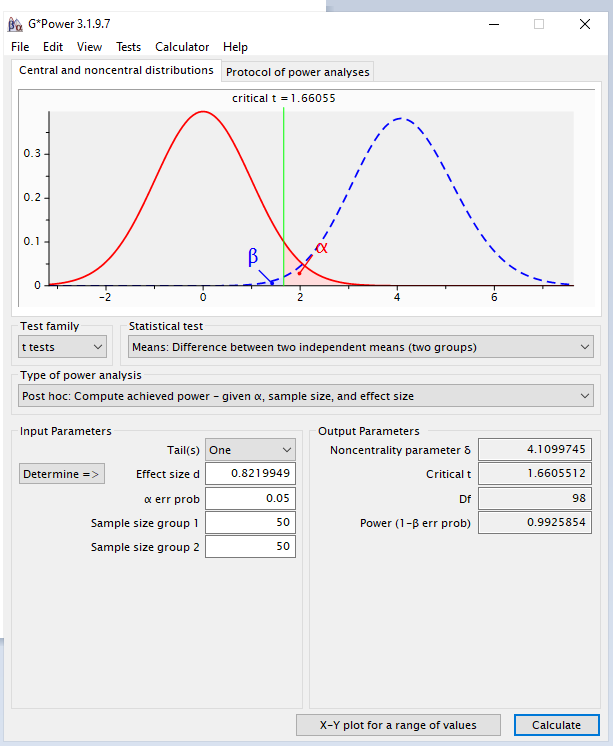 G*Power 3.1.9.7
File Edit View Tests Calculator Help
Central and noncentral distributions Protocol of power analyses
critical t = 1.66055
0.3
0.2
0.1
0
β α
-2 0 2 4 6
Test family Statistical test
t tests Means: Difference between two independent means (two groups)
Type of power analysis
Post hoc: Compute achieved power - given α, sample size, and effect size
Input Parameters Output Parameters
Tail(s) One Noncentrality parameter δ 4.1099745
Determine => Effect size d 0.8219949 Critical t 1.6605512
α err prob 0.05 Df 98
Sample size group 1 50 Power (1-β err prob) 0.9925854
Sample size group 2 50
X-Y plot for a range of values Calculate